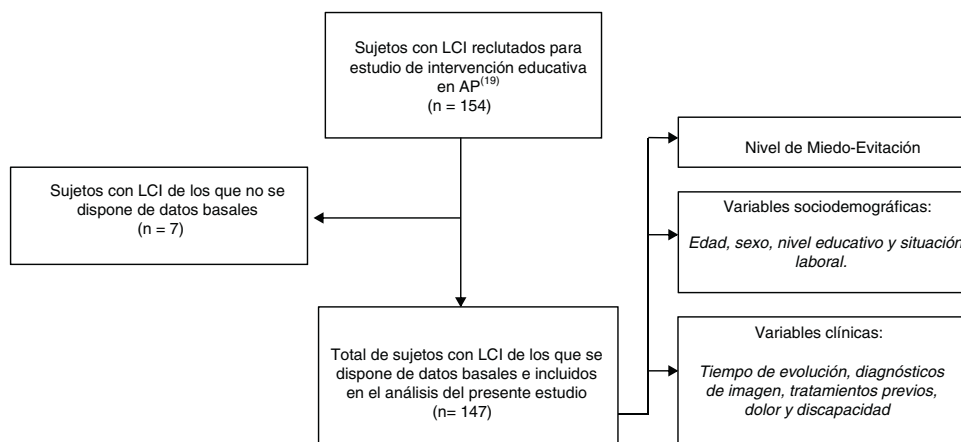 Sujetos con LCI reclutados para
estudio de intervención educativa
en AP(19)
(n = 154)
Sujetos con LCI de los que no se
dispone de datos basales
(n = 7)
Total de sujetos con LCI de los que se
dispone de datos basales e incluidos
en el análisis del presente estudio
(n= 147)
Nivel de Miedo-Evitación
Variables sociodemográficas:
Edad, sexo, nivel educativo y situación
laboral.
Variables clínicas:
Tiempo de evolución, diagnósticos
de imagen, tratamientos previos,
dolor y discapacidad